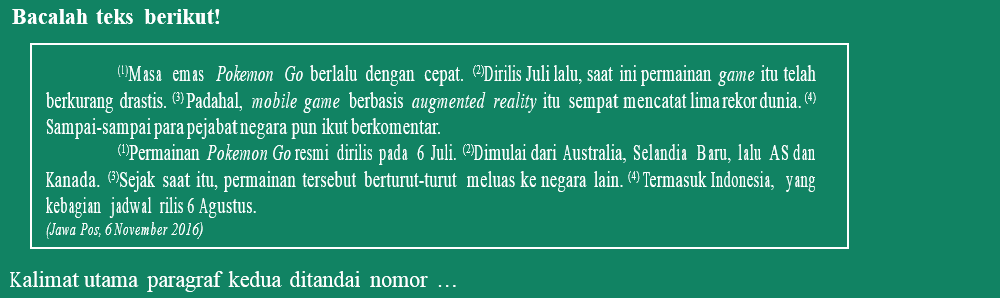 Bacalah teks berikut!
(1)Masa emas Pokemon Go berlalu dengan cepat. (2)Dirilis Juli lalu, saat ini permainan game itu telah
berkurang drastis. (3) Padahal, mobile game berbasis augmented reality itu sempat mencatat lima rekor dunia. (4)
Sampai-sampai para pejabat negara pun ikut berkomentar.
(1)Permainan Pokemon Go resmi dirilis pada 6 Juli. (2)Dimulai dari Australia, Selandia Baru, lalu AS dan
Kanada. (3)Sejak saat itu, permainan tersebut berturut-turut meluas ke negara lain. (4) Termasuk Indonesia, yang
kebagian jadwal rilis 6 Agustus.
(Jawa Pos, 6 November 2016)
Kalimat utama paragraf kedua ditandai nomor …